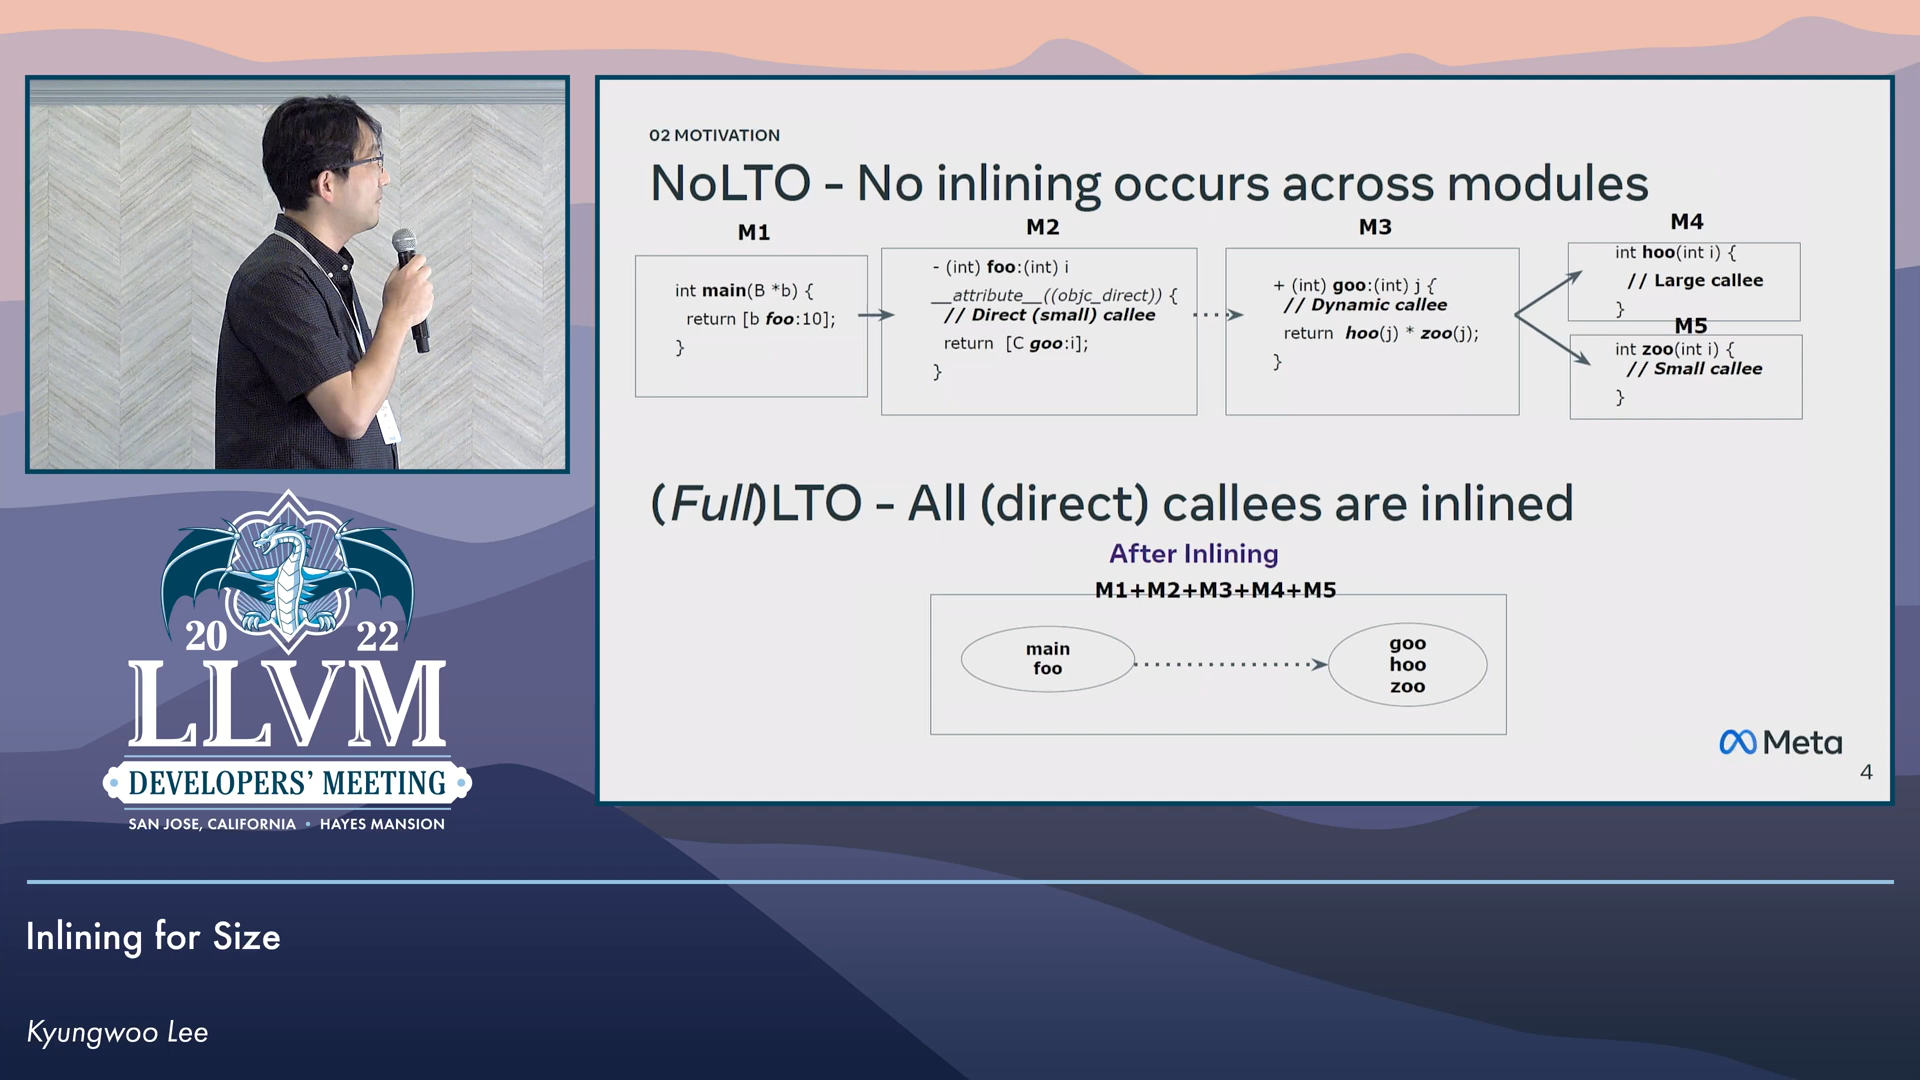 02 MOTIVATION
NoLTO - No inlining occurs across modules
M1
int main(B *b) {
return [b foo:10];
}
M2
- (int) foo:(int) i
__attribute__((objc_direct)) {
// Direct (small) callee
return [C goo:i];
}
M3
+ (int) goo:(int) j {
// Dynamic callee
return hoo(j) * zoo(j);
}
M4
int hoo(int i) {
// Large callee
}
M5
int zoo(int i) {
// Small callee
}
(Full)LTO - All (direct) callees are inlined
After Inlining
M1+M2+M3+M4+M5
main
foo
goo
hoo
zoo
Meta
4
20 22
LLVM
DEVELOPERS' MEETING
SAN JOSE, CALIFORNIA • HAYES MANSION
Inlining for Size
Kyungwoo Lee